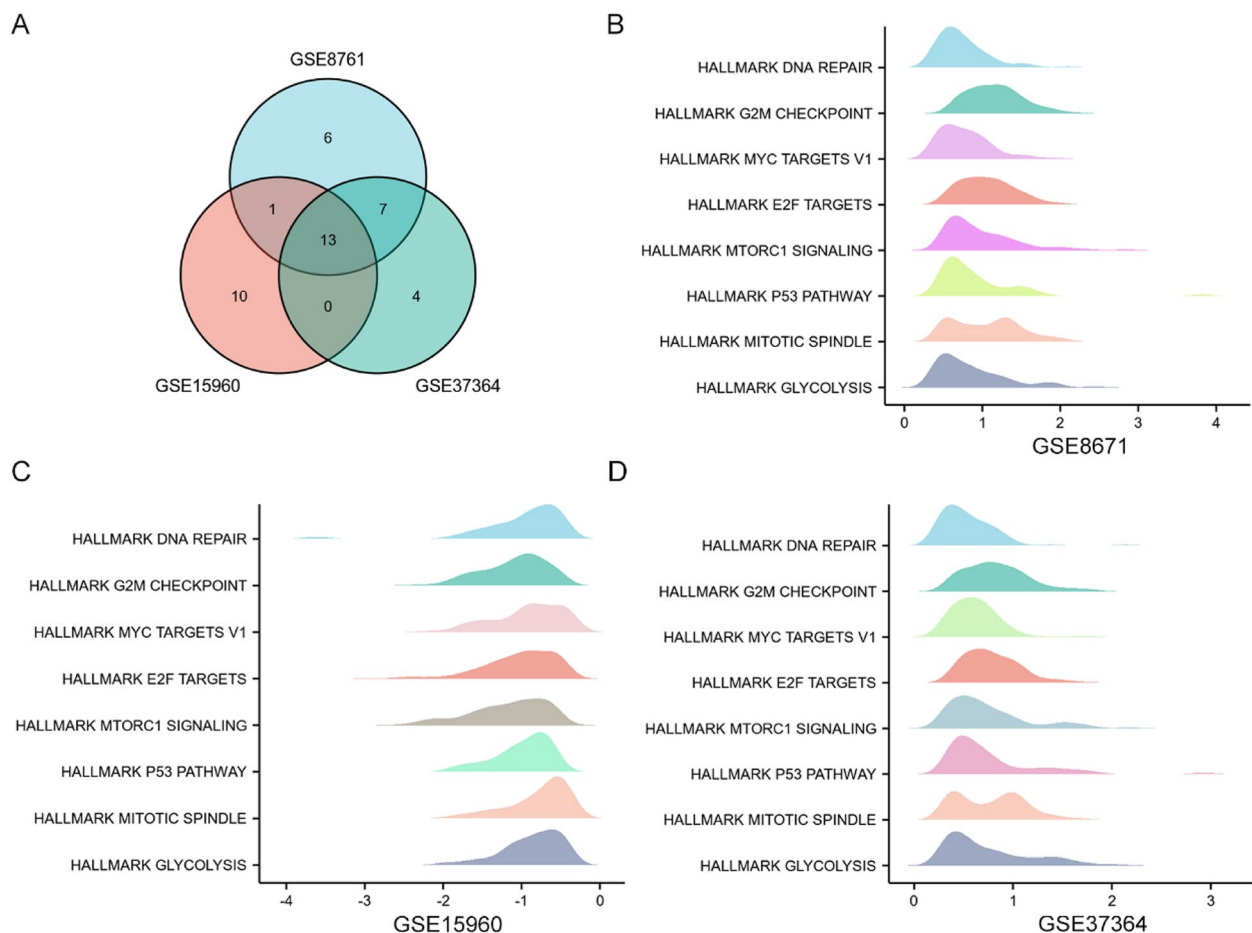 A
GSE8761
6
1
7
13
10
0
4
GSE15960
GSE37364
B
HALLMARK DNA REPAIR
HALLMARK G2M CHECKPOINT
HALLMARK MYC TARGETS V1
HALLMARK E2F TARGETS
HALLMARK MTORC1 SIGNALING
HALLMARK P53 PATHWAY
HALLMARK MITOTIC SPINDLE
HALLMARK GLYCOLYSIS
0 1 2 3 4
GSE8671
C
HALLMARK DNA REPAIR
HALLMARK G2M CHECKPOINT
HALLMARK MYC TARGETS V1
HALLMARK E2F TARGETS
HALLMARK MTORC1 SIGNALING
HALLMARK P53 PATHWAY
HALLMARK MITOTIC SPINDLE
HALLMARK GLYCOLYSIS
-4 -3 -2 -1 0
GSE15960
D
HALLMARK DNA REPAIR
HALLMARK G2M CHECKPOINT
HALLMARK MYC TARGETS V1
HALLMARK E2F TARGETS
HALLMARK MTORC1 SIGNALING
HALLMARK P53 PATHWAY
HALLMARK MITOTIC SPINDLE
HALLMARK GLYCOLYSIS
0 1 2 3
GSE37364